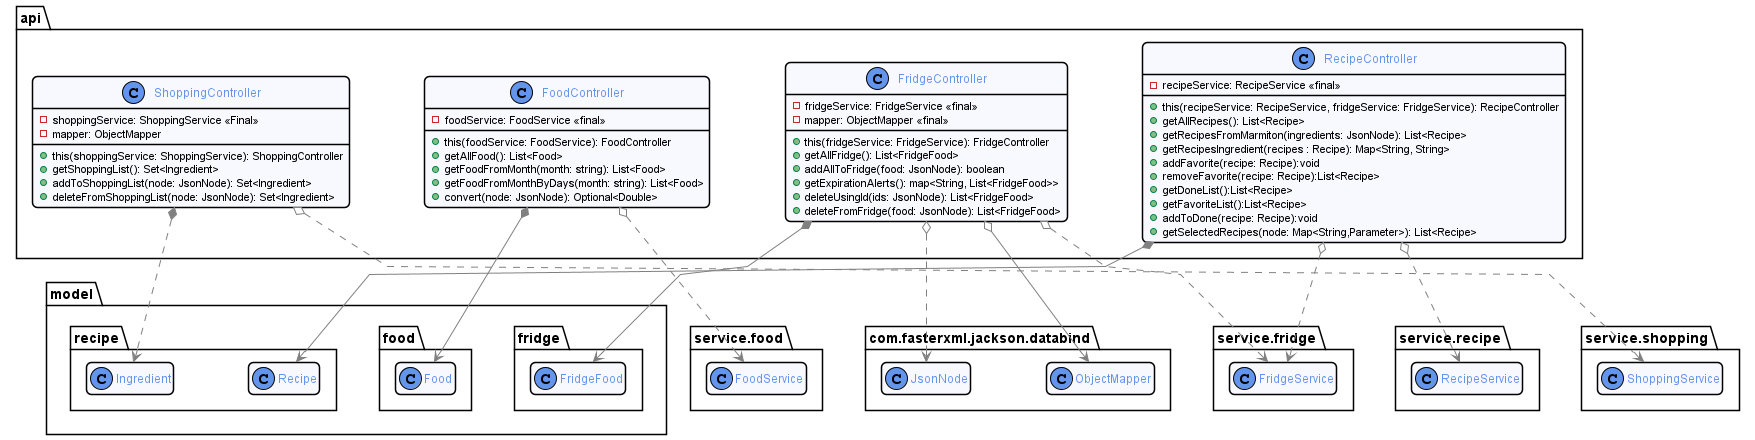 api
C ShoppingController
shoppingService: ShoppingService «Final»
mapper: ObjectMapper
this(shoppingService: ShoppingService): ShoppingController
getShoppingList(): Set<Ingredient>
addToShoppingList(node: JsonNode): Set<Ingredient>
deleteFromShoppingList(node: JsonNode): Set<Ingredient>
C FoodController
foodService: FoodService «final»
this(foodService: FoodService): FoodController
getAllFood(): List<Food>
getFoodFromMonth(month: string): List<Food>
getFoodFromMonthByDays(month: string): List<Food>
convert(node: JsonNode): Optional<Double>
C FridgeController
fridgeService: FridgeService «final»
mapper: ObjectMapper «final»
this(fridgeService: FridgeService): FridgeController
getAllFridge(): List<FridgeFood>
addAllToFridge(food: JsonNode): boolean
getExpirationAlerts(): map<String, List<FridgeFood>>
deleteUsingId(ids: JsonNode): List<FridgeFood>
deleteFromFridge(food: JsonNode): List<FridgeFood>
C RecipeController
recipeService: RecipeService «final»
this(recipeService: RecipeService, fridgeService: FridgeService): RecipeController
getAllRecipes(): List<Recipe>
getRecipesFromMarmiton(ingredients: JsonNode): List<Recipe>
getRecipesIngredient(recipes : Recipe): Map<String, String>
addFavorite(recipe: Recipe):void
removeFavorite(recipe: Recipe):List<Recipe>
getDoneList():List<Recipe>
getFavoriteList():List<Recipe>
addToDone(recipe: Recipe):void
getSelectedRecipes(node: Map<String,Parameter>): List<Recipe>
model
recipe
C Ingredient
C Recipe
food
C Food
fridge
C FridgeFood
service.food
C FoodService
com.fasterxml.jackson.databind
C JsonNode
C ObjectMapper
service.fridge
C FridgeService
service.recipe
C RecipeService
service.shopping
C ShoppingService